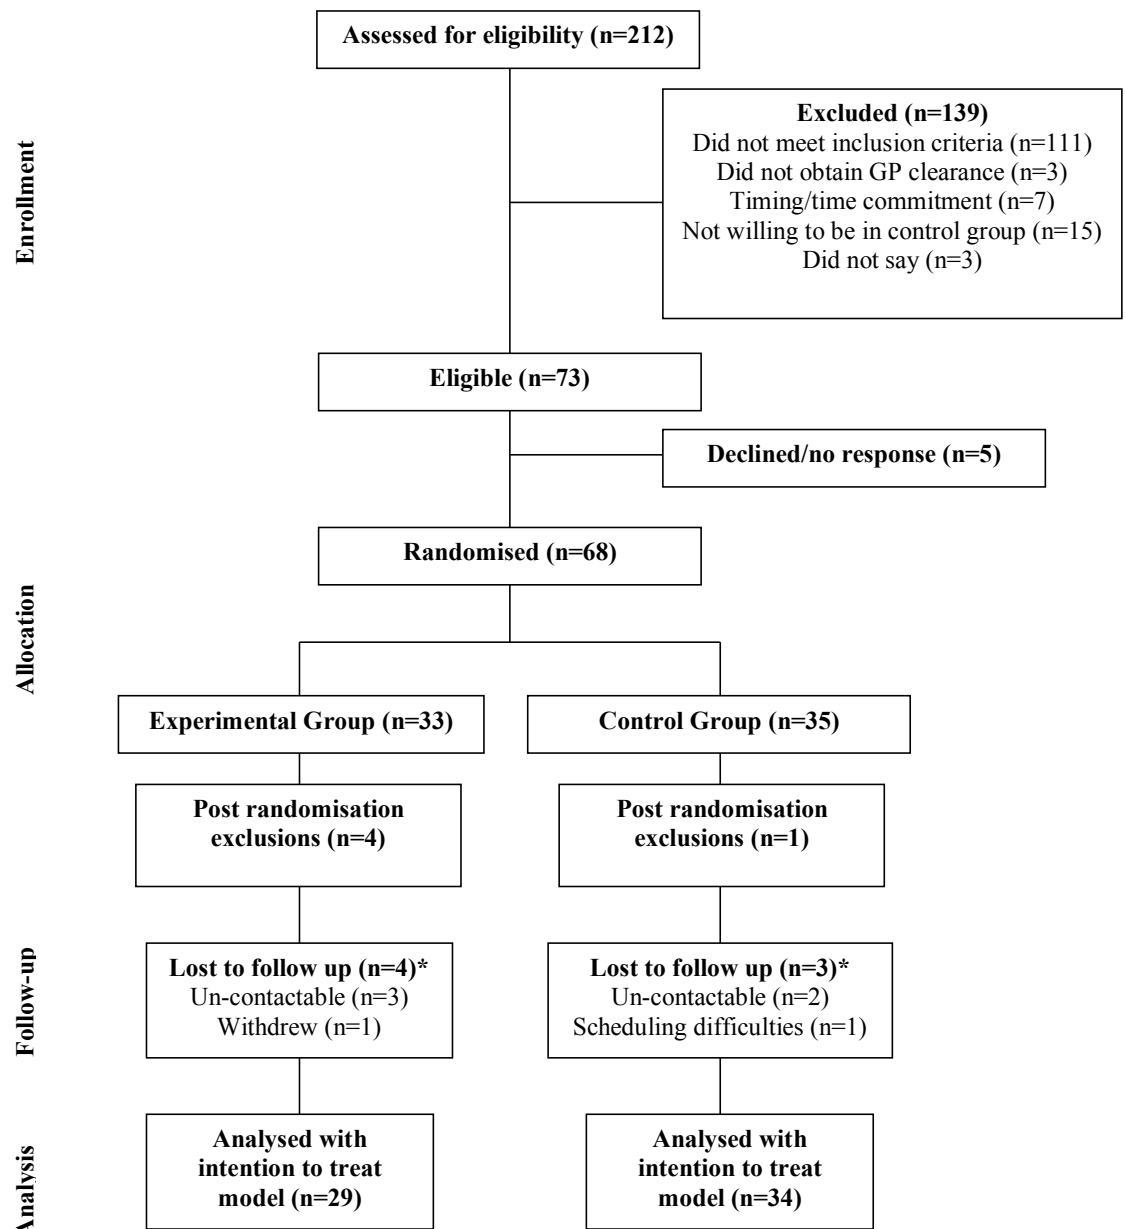 Assessed for eligibility (n=212)
Enrollment
Excluded (n=139)
Did not meet inclusion criteria (n=111)
Did not obtain GP clearance (n=3)
Timing/time commitment (n=7)
Not willing to be in control group (n=15)
Did not say (n=3)
Eligible (n=73)
Declined/no response (n=5)
Randomised (n=68)
Allocation
Experimental Group (n=33)
Control Group (n=35)
Post randomisation
exclusions (n=4)
Post randomisation
exclusions (n=1)
Follow-up
Lost to follow up (n=4)*
Un-contactable (n=3)
Withdrew (n=1)
Lost to follow up (n=3)*
Un-contactable (n=2)
Scheduling difficulties (n=1)
Analysis
Analysed with
intention to treat
model (n=29)
Analysed with
intention to treat
model (n=34)